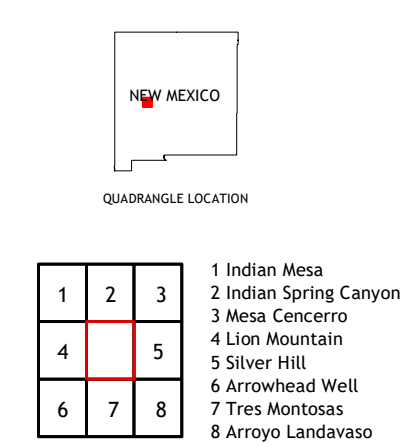 NEW MEXICO
QUADRANGLE LOCATION
1 2 3
4 5
6 7 8
1 Indian Mesa
2 Indian Spring Canyon
3 Mesa Cencerro
4 Lion Mountain
5 Silver Hill
6 Arrowhead Well
7 Tres Montosas
8 Arroyo Landavaso